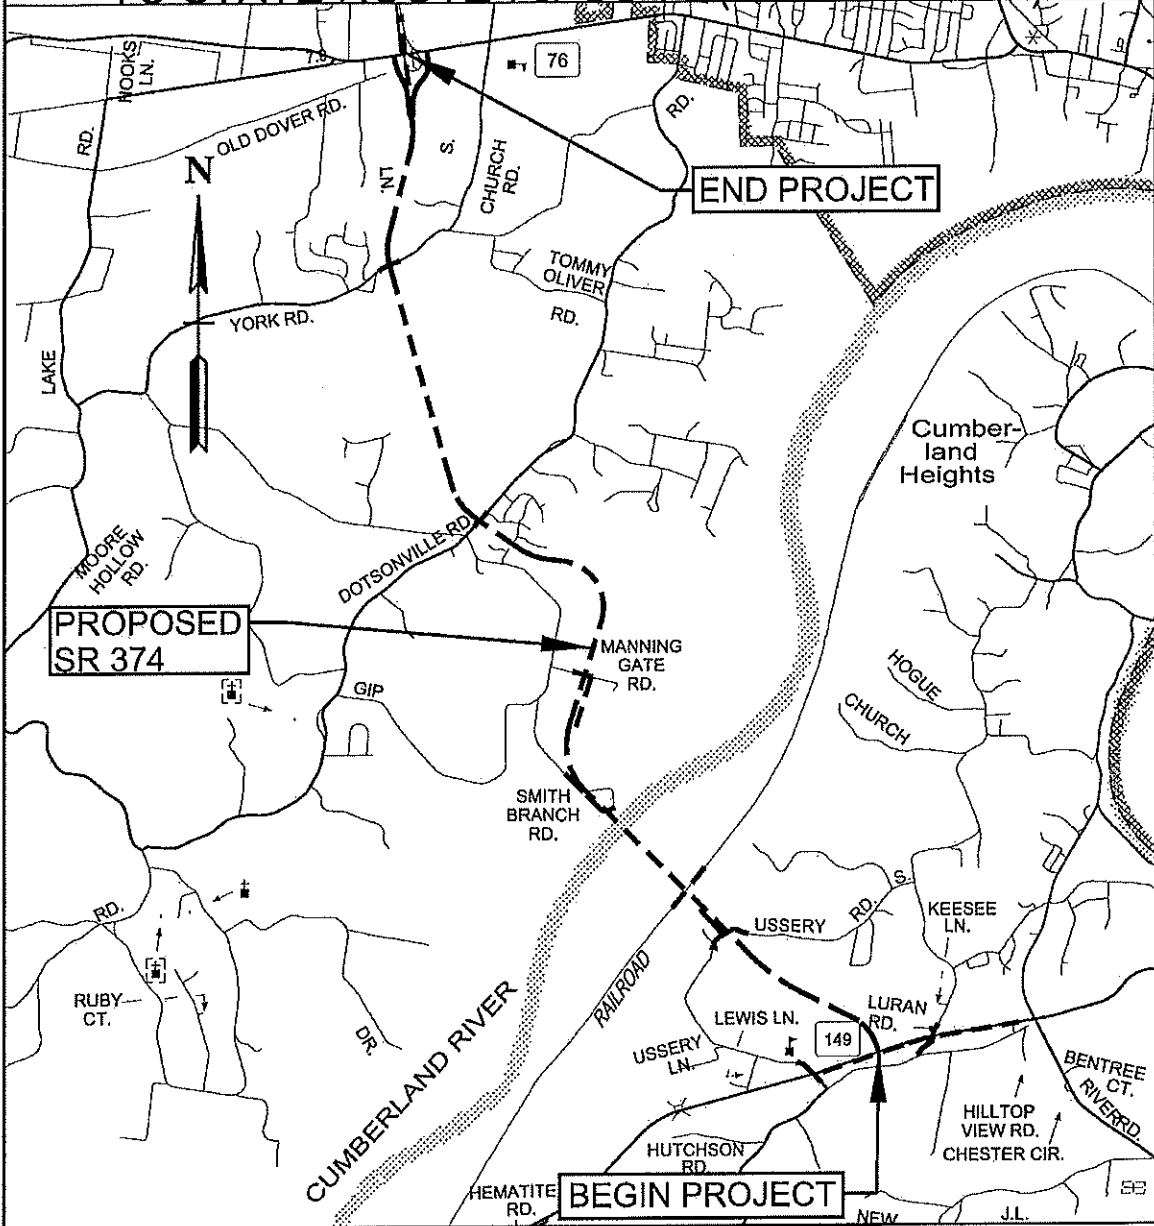 76
NOOKS
LN.
OLD DOVER RD.
RD.
N
RD.
S.
CHURCH
RD.
LN.
END PROJECT
TOMMY
OLIVER
RD.
YORK RD.
LAKE
Cumber-
land
Heights
MOORE
HOLLOW
RD.
DOTSONVILLE RD.
PROPOSED
SR 374
MANNING
GATE
RD.
GIP
HOGUE
CHURCH
SMITH
BRANCH
RD.
S.
RD.
KEESEE
LN.
USSERY
RD.
RUBY
CT.
DR.
CUMBERLAND RIVER
RAILROAD
LURAN
RD.
LEWIS LN.
149
USSERY
LN.
BENTREE
CT.
RIVER RD.
HILLTOP
VIEW RD.
CHESTER CIR.
HUTCHSON
RD.
HEMATITE
RD.
BEGIN PROJECT
NEW
J.L.